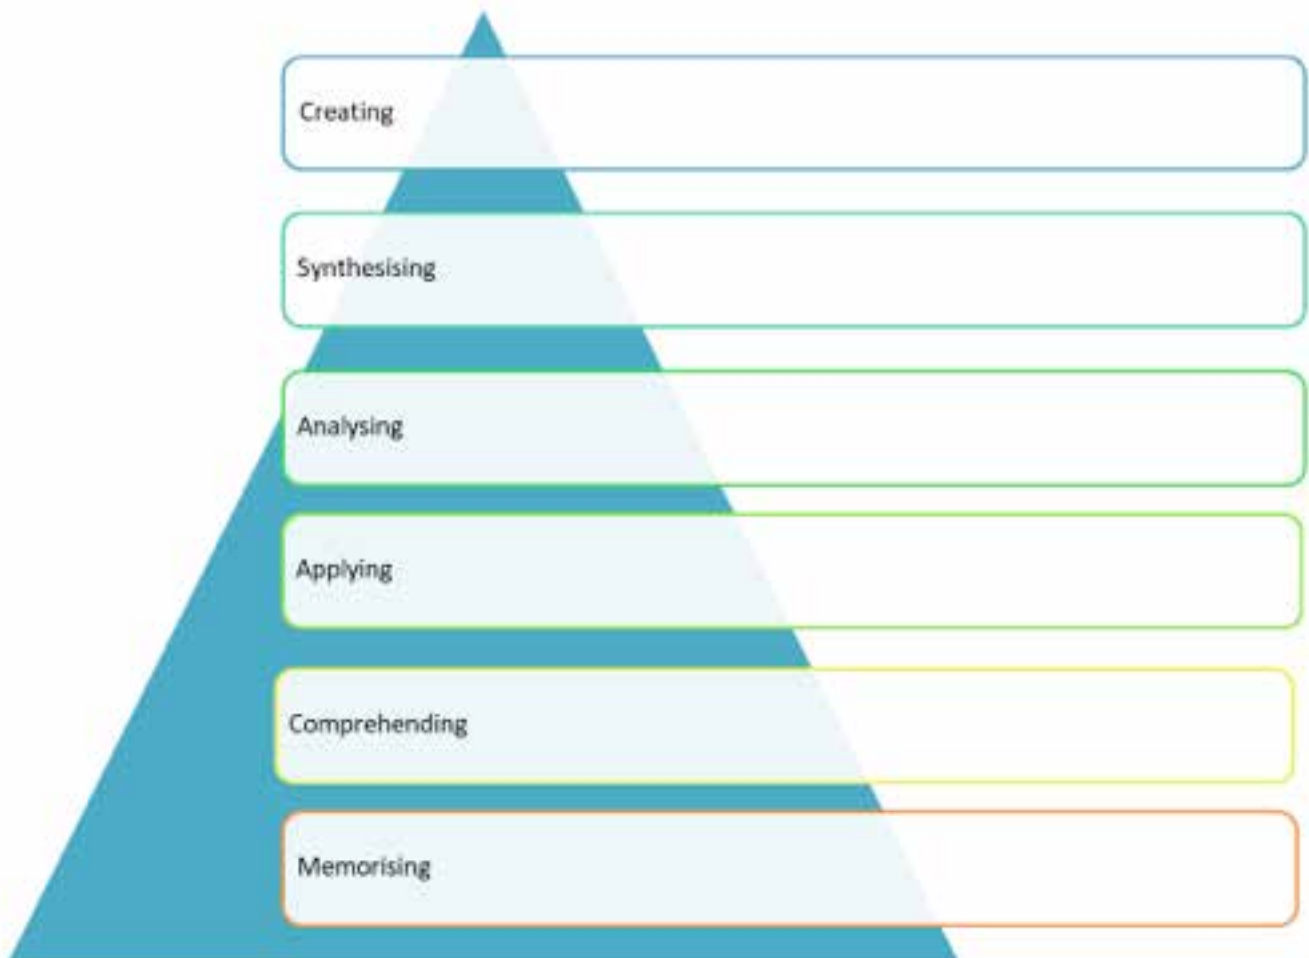 Creating
Synthesising
Analysing
Applying
Comprehending
Memorising